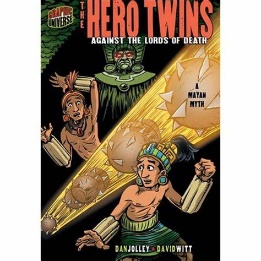 GRAPHIC UNIVERSE
THE
HERO TWINS
AGAINST THE LORDS OF DEATH
A
MAYAN
MYTH
DAN JOLLEY DAVID WITT